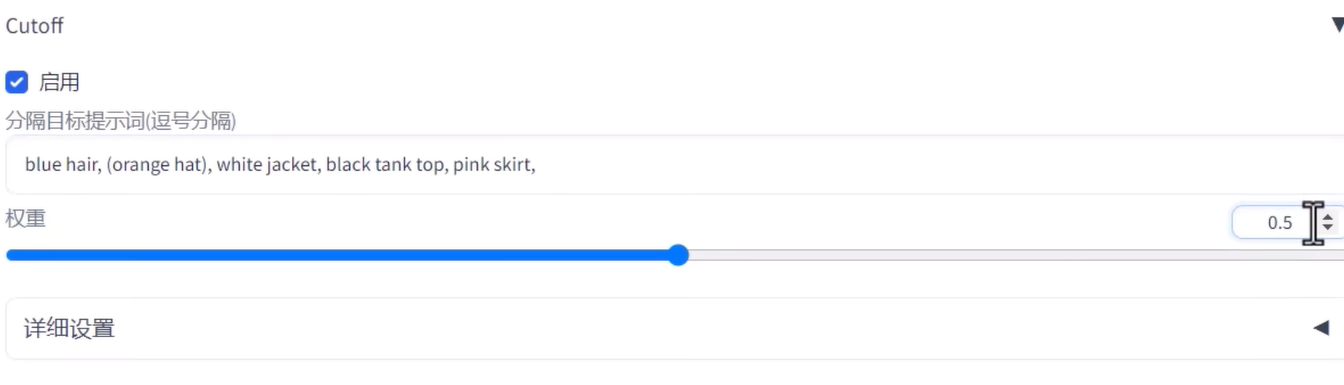 Cutoff
启用
分隔目标提示词(逗号分隔)
blue hair, (orange hat), white jacket, black tank top, pink skirt,
权重
0.5
详细设置